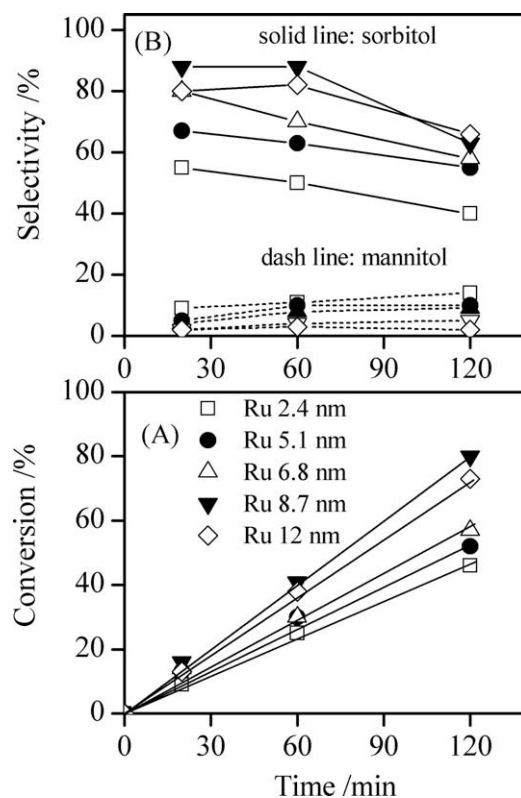 100
(B)
solid line: sorbitol
80
60
40
dash line: mannitol
20
0
Selectivity /%
0 30 60 90 120
100
(A)
Ru 2.4 nm
Ru 5.1 nm
Ru 6.8 nm
Ru 8.7 nm
Ru 12 nm
80
60
40
20
0
Conversion /%
0 30 60 90 120
Time /min